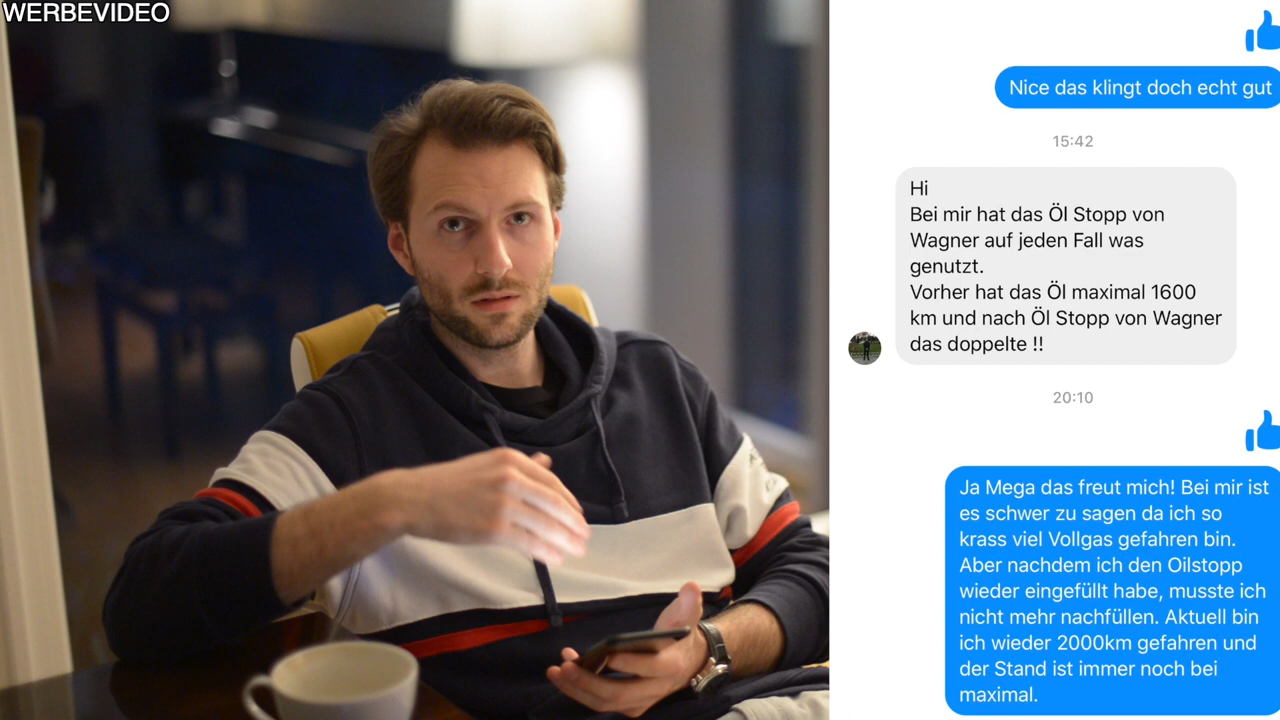 WERBEVIDEO
Nice das klingt doch echt gut
15:42
Hi
Bei mir hat das Öl Stopp von
Wagner auf jeden Fall was
genutzt.
Vorher hat das Öl maximal 1600
km und nach Öl Stopp von Wagner
das doppelte !!
20:10
Ja Mega das freut mich! Bei mir ist
es schwer zu sagen da ich so
krass viel Vollgas gefahren bin.
Aber nachdem ich den Oilstopp
wieder eingefüllt habe, musste ich
nicht mehr nachfüllen. Aktuell bin
ich wieder 2000km gefahren und
der Stand ist immer noch bei
maximal.